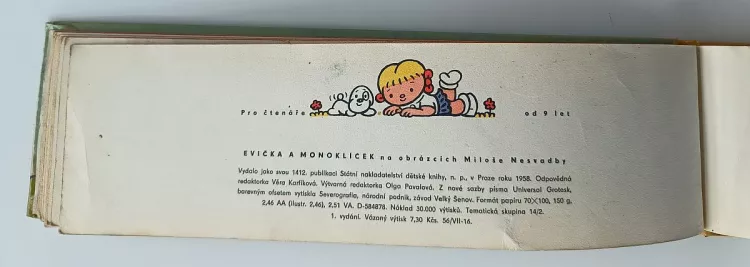 Pro čtenáře od 9 let
EVIČKA A MONOKLÍČEK na obrázcích Miloše Nesvadby
Vydalo jako svou 1412. publikaci Státní nakladatelství dětské knihy, n. p., v Praze roku 1958. Odpovědná
redaktorka Věra Karfíková. Výtvarná redaktorka Olga Pavalová. Z nové sazby písma Universal Grotesk,
barevným ofsetem vytiskla Severografia, národní podnik, závod Velký Šenov. Formát papíru 70×100, 150 g,
2,46 AA (ilustr. 2,46), 2,51 VA. D-584878. Náklad 30.000 výtisků. Tematická skupina 14/2.
1. vydání. Vázaný výtisk 7,30 Kčs. 56/VII-16.